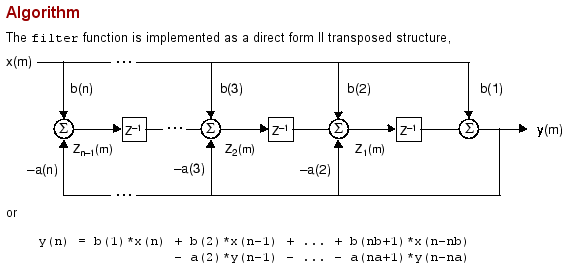 Algorithm
The filter function is implemented as a direct form II transposed structure,
x(m) ...
b(n) b(3) b(2) b(1)
Σ Z⁻¹ ... Σ Z⁻¹ Σ Z⁻¹ Σ y(m)
Zn–1(m) Z2(m) Z1(m)
–a(n) –a(3) –a(2)
...
or
y(n) = b(1)*x(n) + b(2)*x(n-1) + ... + b(nb+1)*x(n-nb)
- a(2)*y(n-1) - ... - a(na+1)*y(n-na)